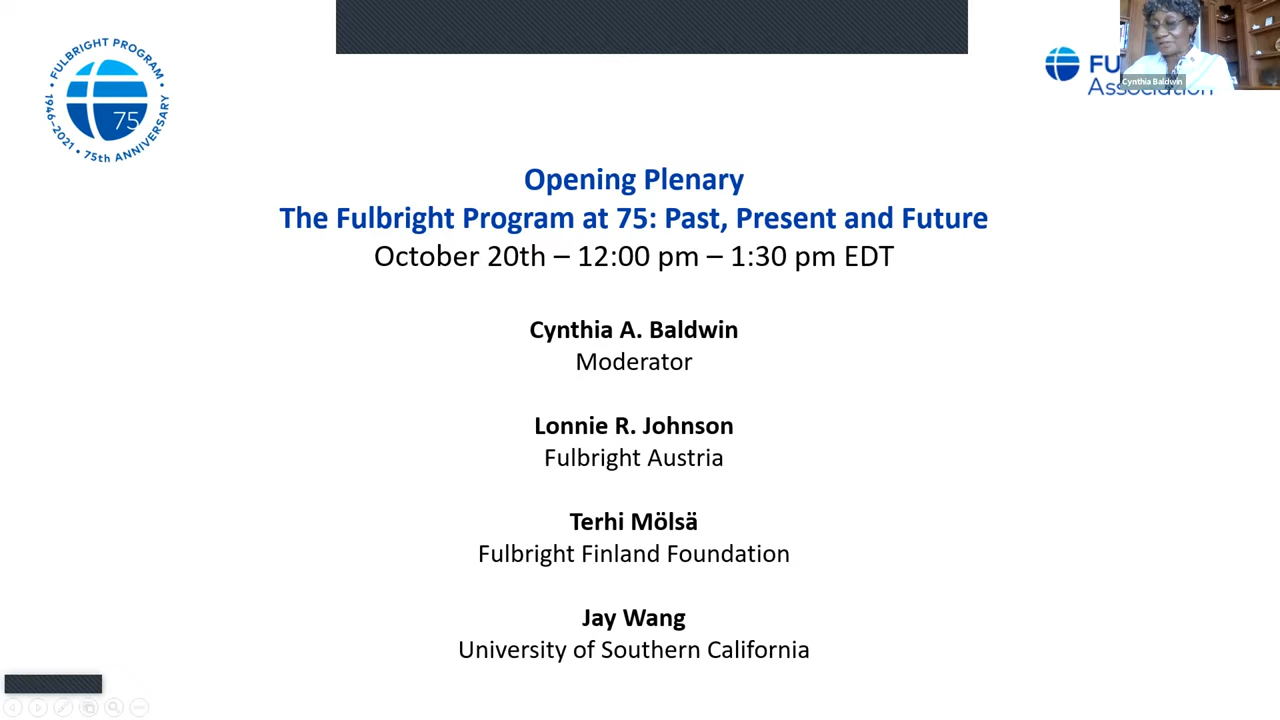 FULBRIGHT PROGRAM
75
1946–2021 • 75th ANNIVERSARY
Association
Cynthia Baldwin
Opening Plenary
The Fulbright Program at 75: Past, Present and Future
October 20th – 12:00 pm – 1:30 pm EDT
Cynthia A. Baldwin
Moderator
Lonnie R. Johnson
Fulbright Austria
Terhi Mölsä
Fulbright Finland Foundation
Jay Wang
University of Southern California